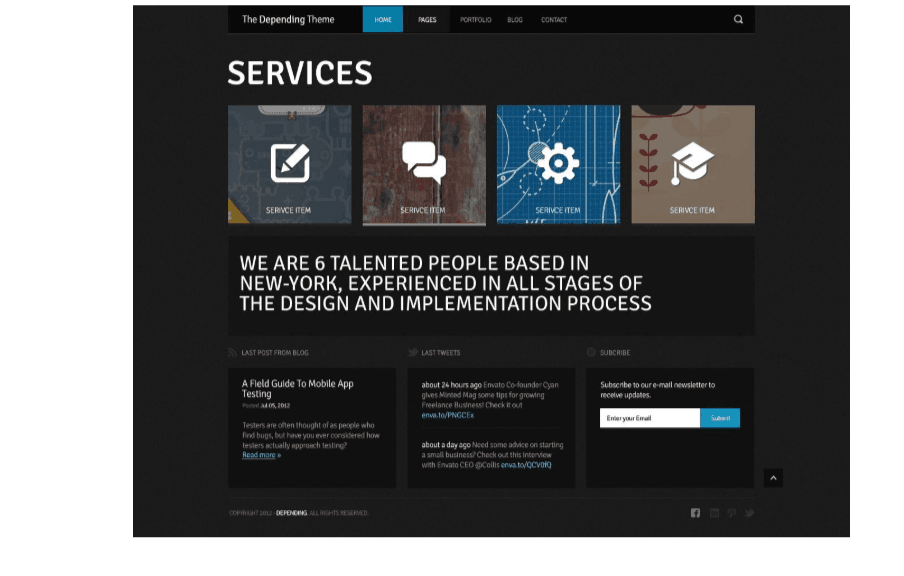 The Depending Theme
HOME
PAGES
PORTFOLIO
BLOG
CONTACT
SERVICES
SERIVCE ITEM
SERIVCE ITEM
SERIVCE ITEM
SERIVCE ITEM
WE ARE 6 TALENTED PEOPLE BASED IN
NEW-YORK, EXPERIENCED IN ALL STAGES OF
THE DESIGN AND IMPLEMENTATION PROCESS
LAST POST FROM BLOG
A Field Guide To Mobile App
Testing
Posted Jul 05, 2012
Testers are often thought of as people who
find bugs, but have you ever considered how
testers actually approach testing?
Read more »
LAST TWEETS
about 24 hours ago Envato Co-founder Cyan
gives Minted Mag some tips for growing
Freelance Business! Check it out
enva.to/PNGCEx
about a day ago Need some advice on starting
a small business? Check out this interview
with Envato CEO @Collis enva.to/QCV0fQ
SUBCRIBE
Subscribe to our e-mail newsletter to
receive updates.
Enter your Email
Submit
COPYRIGHT 2012 · DEPENDING. ALL RIGHTS RESERVED.